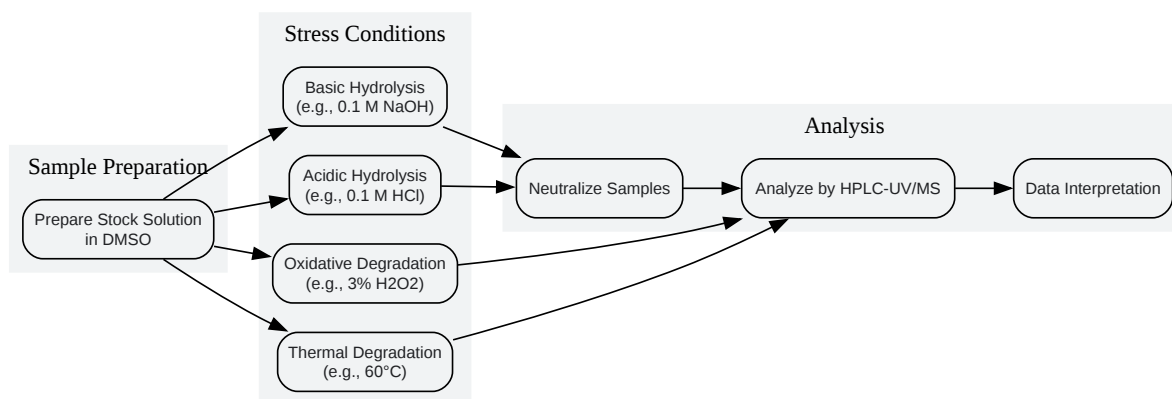 Sample Preparation
Prepare Stock Solution
in DMSO
Stress Conditions
Basic Hydrolysis
(e.g., 0.1 M NaOH)
Acidic Hydrolysis
(e.g., 0.1 M HCl)
Oxidative Degradation
(e.g., 3% H2O2)
Thermal Degradation
(e.g., 60°C)
Analysis
Neutralize Samples
Analyze by HPLC-UV/MS
Data Interpretation